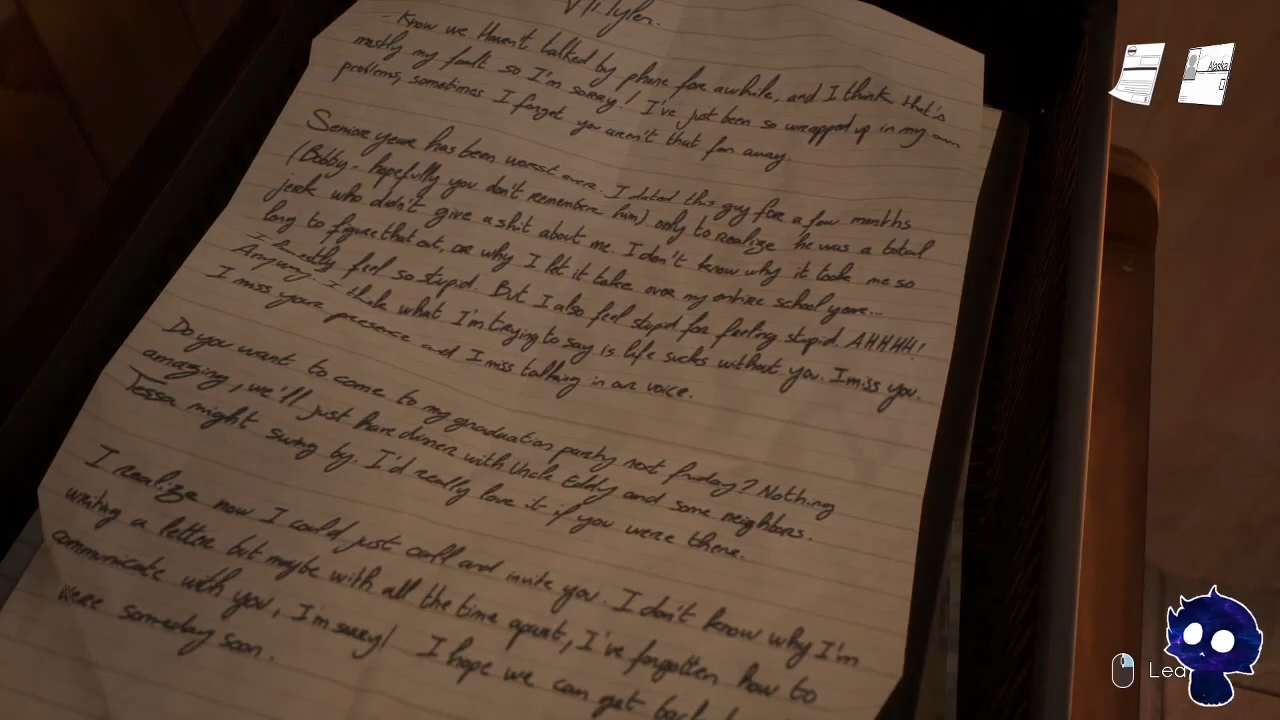 Hi Tyler.
- Know we Haven't talked by phone for awhile, and I think that's
mostly my fault so I'm sorry! I've just been so wrapped up in my own
problems, sometimes I forget you aren't that far away.
Senior year has been worst ever. I dated this guy for a few months
(Bobby - hopefully you don't remember him) only to realize he was a total
jerk who didn't give a shit about me. I don't know why it took me so
long to figure that out, or why I let it take over my entire school year...
I honestly feel so stupid. But I also feel stupid for feeling stupid. AHHHH!
Anyway I think what I'm trying to say is life sucks without you. I miss you.
I miss your presence and I miss talking in our voice.
Do you want to come to my graduation party next friday? Nothing
amazing, we'll just have dinner with Uncle Eddy and some neighbors.
Tessa might swing by. I'd really love it if you were there.
I realize now I could just call and invite you. I don't know why I'm
writing a letter but maybe with all the time apart, I've forgotten how to
communicate with you, I'm sorry! I hope we can get back
were someday soon.
Alaska
Lea